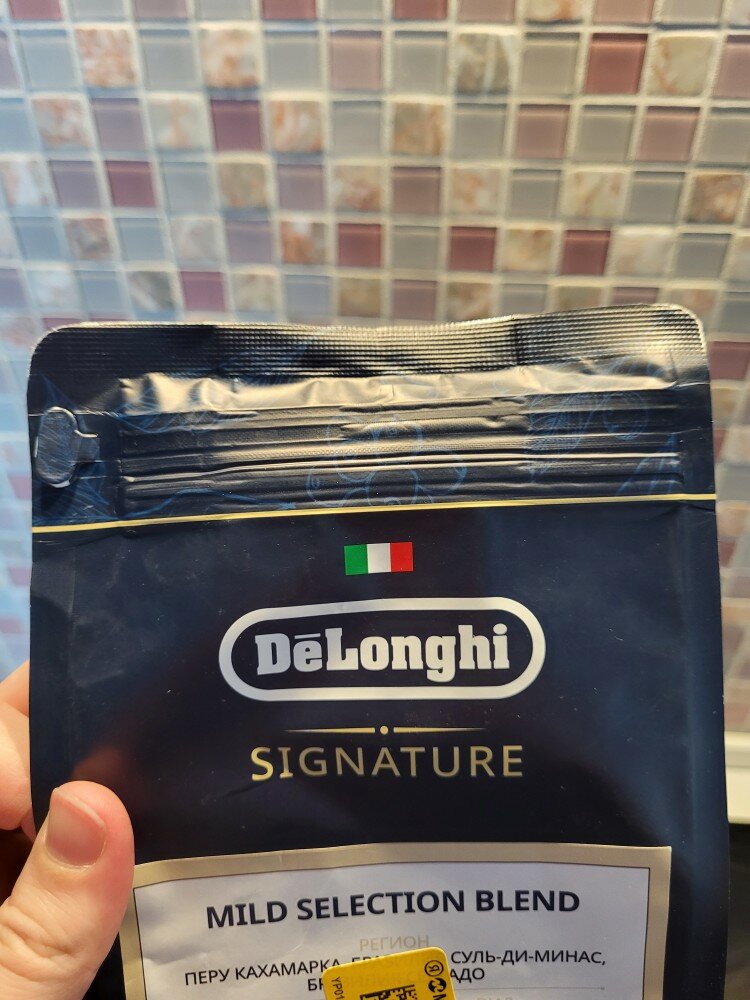 DēLonghi
SIGNATURE
MILD SELECTION BLEND
РЕГИОН
ПЕРУ КАХАМАРКА, СУЛЬ-ДИ-МИНАС,